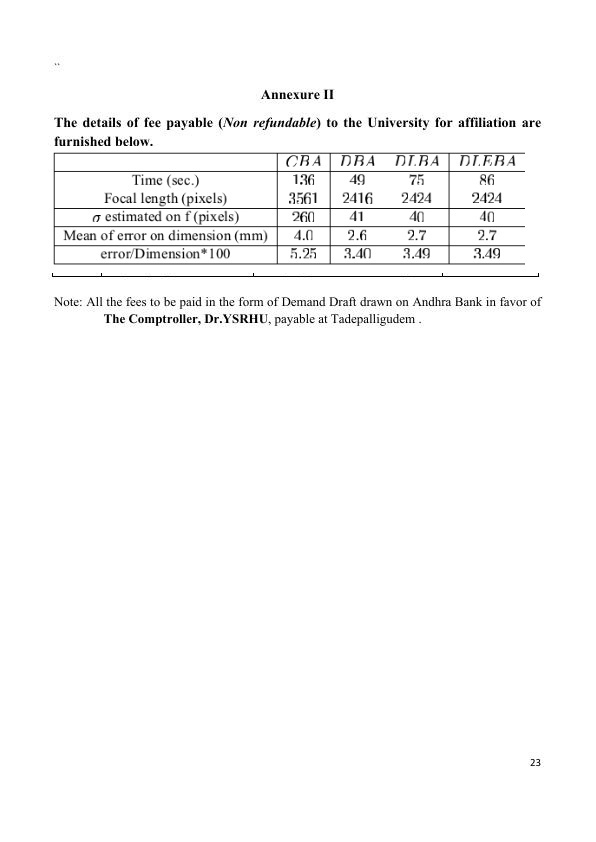 ``
Annexure II
The details of fee payable (Non refundable) to the University for affiliation are
furnished below.
CBA DBA DLBA DLEBA
Time (sec.) 136 49 75 86
Focal length (pixels) 3561 2416 2424 2424
σ estimated on f (pixels) 260 41 40 40
Mean of error on dimension (mm) 4.0 2.6 2.7 2.7
error/Dimension*100 5.25 3.40 3.49 3.49
Note: All the fees to be paid in the form of Demand Draft drawn on Andhra Bank in favor of
The Comptroller, Dr.YSRHU, payable at Tadepalligudem .
23